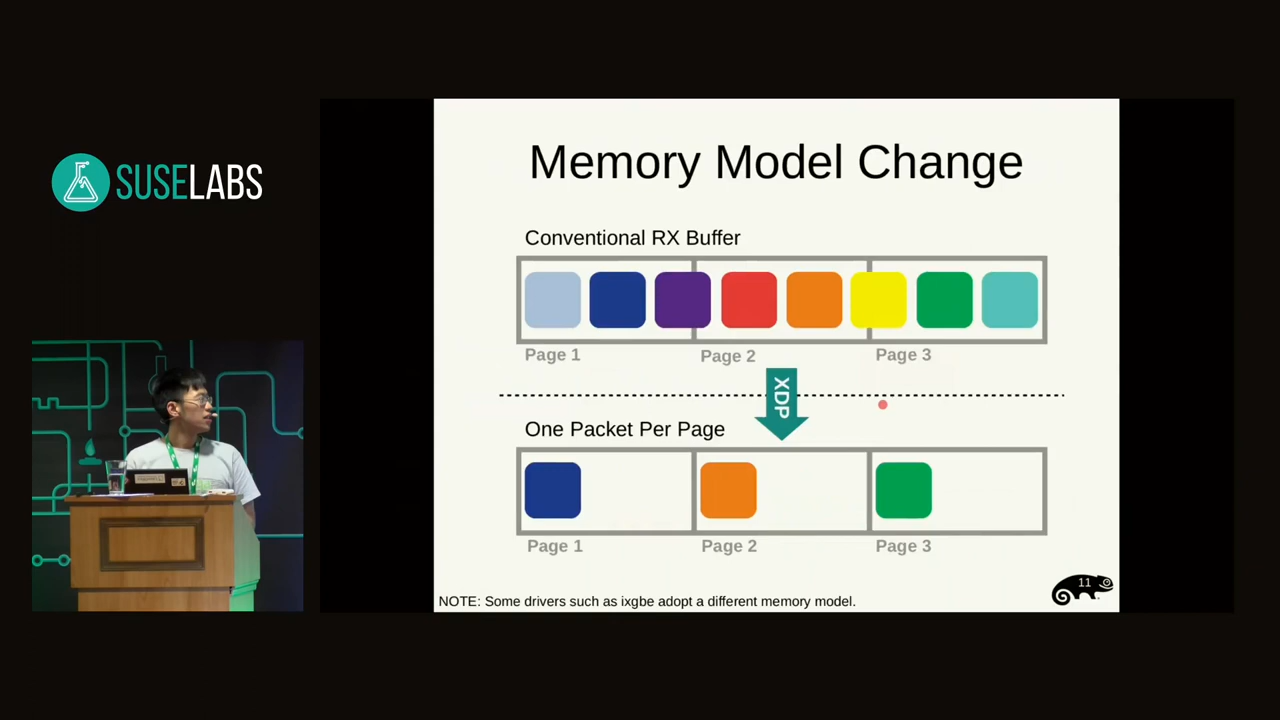 SUSELABS
Memory Model Change
Conventional RX Buffer
Page 1
Page 2
Page 3
XDP
One Packet Per Page
Page 1
Page 2
Page 3
11
NOTE: Some drivers such as ixgbe adopt a different memory model.